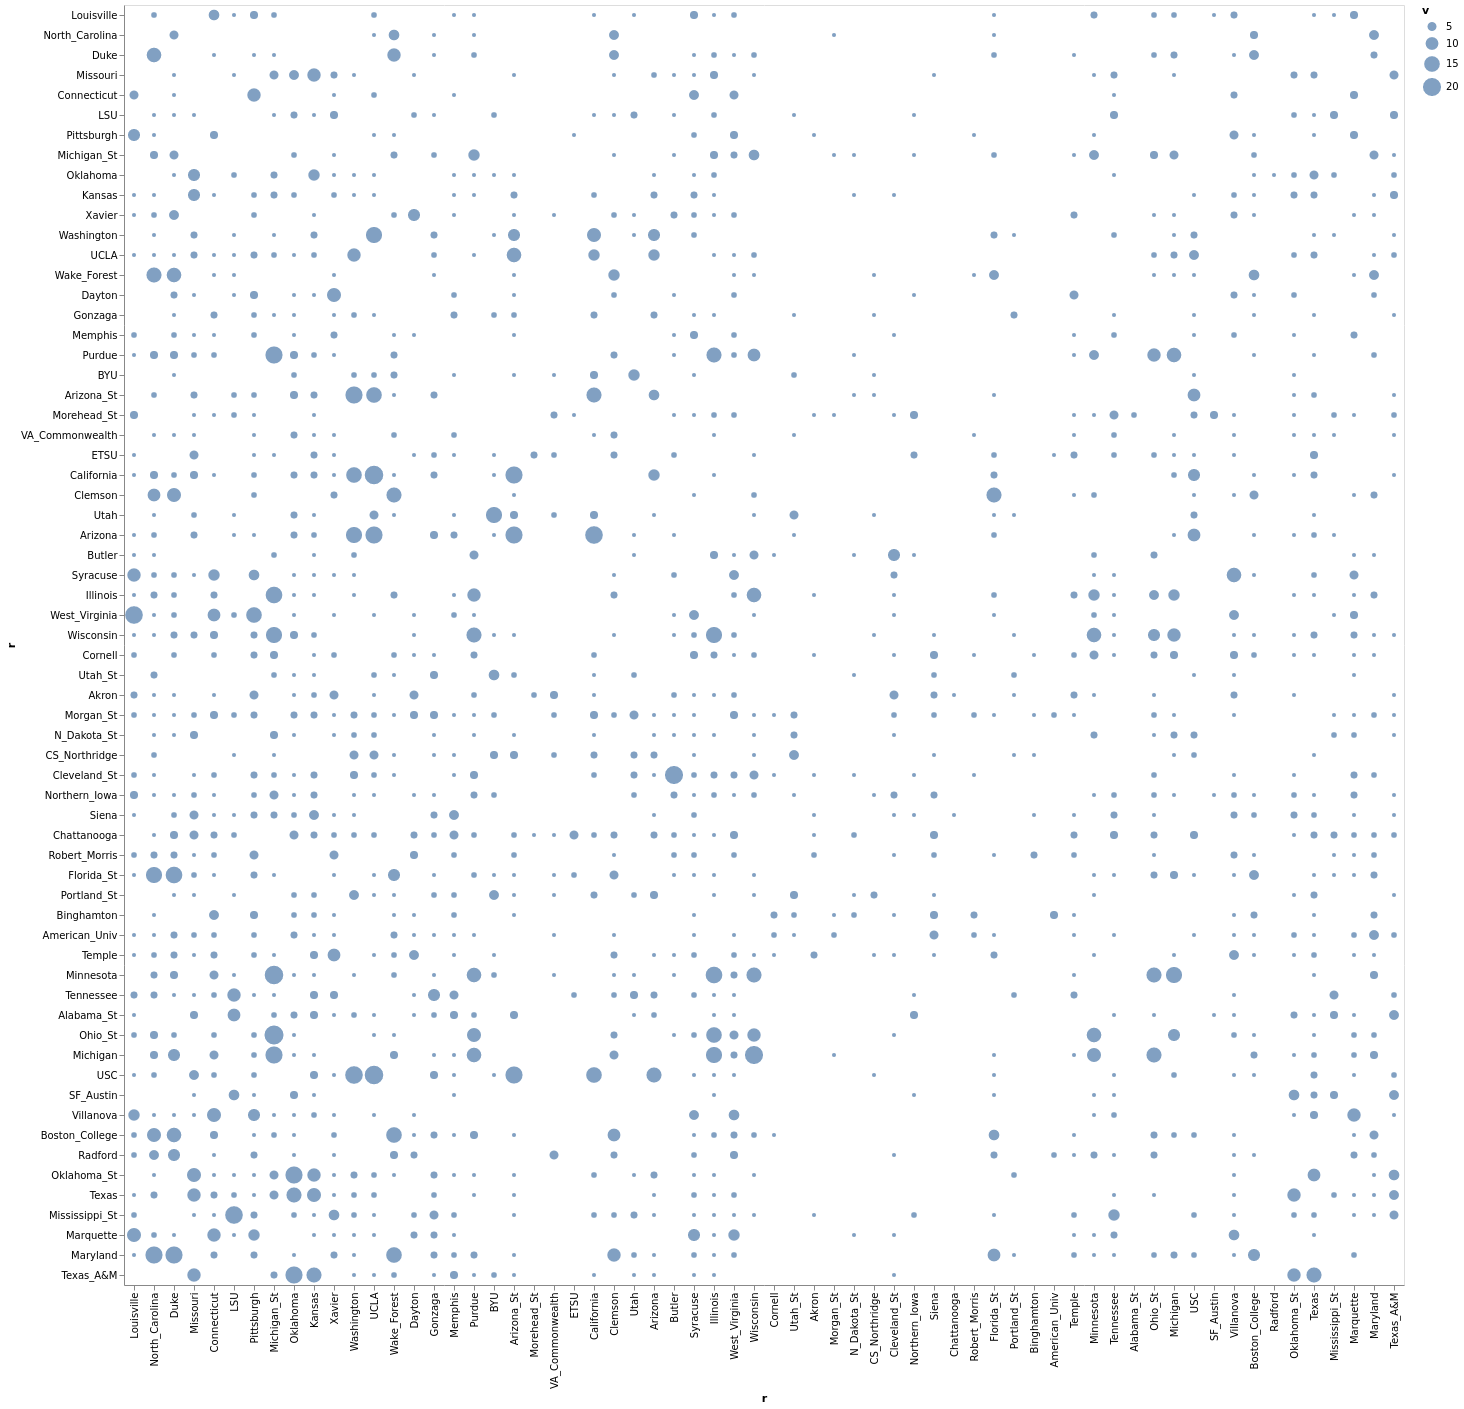 v
5
10
15
20
Louisville
North_Carolina
Duke
Missouri
Connecticut
LSU
Pittsburgh
Michigan_St
Oklahoma
Kansas
Xavier
Washington
UCLA
Wake_Forest
Dayton
Gonzaga
Memphis
Purdue
BYU
Arizona_St
Morehead_St
VA_Commonwealth
ETSU
California
Clemson
Utah
Arizona
Butler
Syracuse
Illinois
West_Virginia
Wisconsin
Cornell
Utah_St
Akron
Morgan_St
N_Dakota_St
CS_Northridge
Cleveland_St
Northern_Iowa
Siena
Chattanooga
Robert_Morris
Florida_St
Portland_St
Binghamton
American_Univ
Temple
Minnesota
Tennessee
Alabama_St
Ohio_St
Michigan
USC
SF_Austin
Villanova
Boston_College
Radford
Oklahoma_St
Texas
Mississippi_St
Marquette
Maryland
Texas_A&M
r
Louisville
North_Carolina
Duke
Missouri
Connecticut
LSU
Pittsburgh
Michigan_St
Oklahoma
Kansas
Xavier
Washington
UCLA
Wake_Forest
Dayton
Gonzaga
Memphis
Purdue
BYU
Arizona_St
Morehead_St
VA_Commonwealth
ETSU
California
Clemson
Utah
Arizona
Butler
Syracuse
Illinois
West_Virginia
Wisconsin
Cornell
Utah_St
Akron
Morgan_St
N_Dakota_St
CS_Northridge
Cleveland_St
Northern_Iowa
Siena
Chattanooga
Robert_Morris
Florida_St
Portland_St
Binghamton
American_Univ
Temple
Minnesota
Tennessee
Alabama_St
Ohio_St
Michigan
USC
SF_Austin
Villanova
Boston_College
Radford
Oklahoma_St
Texas
Mississippi_St
Marquette
Maryland
Texas_A&M
r